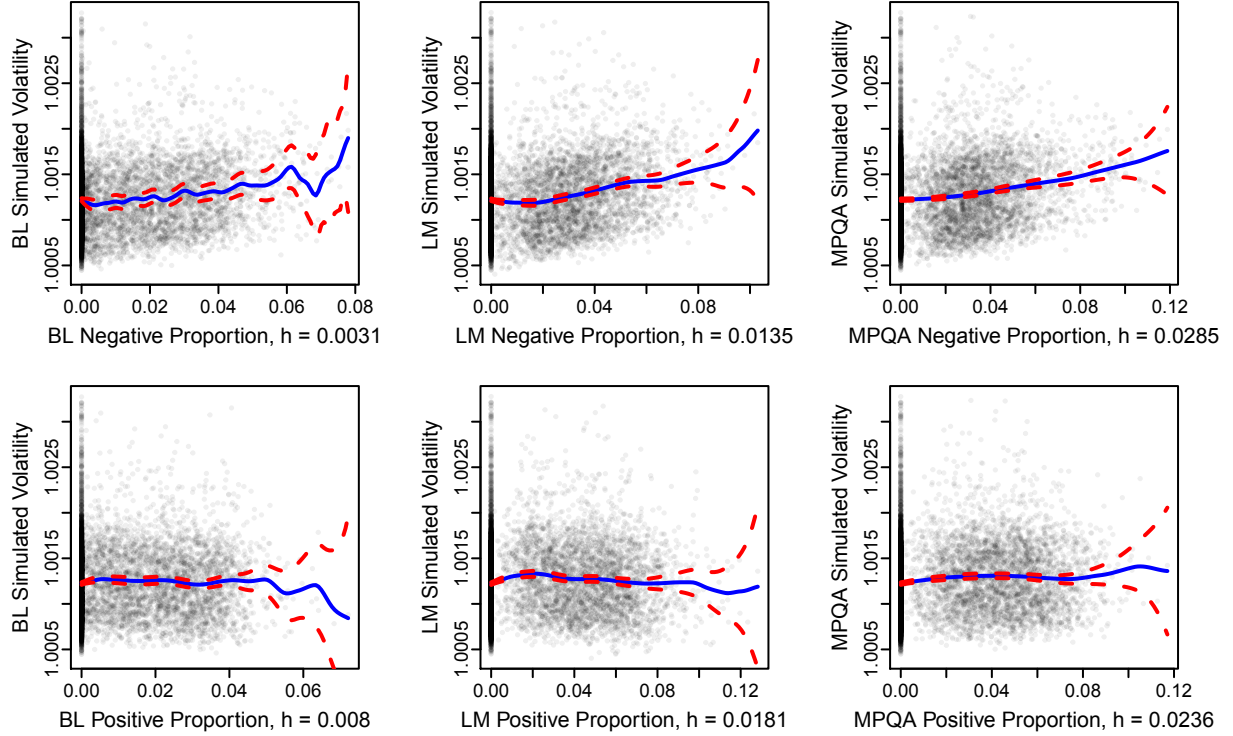 BL Simulated Volatility
1.0005 1.0015 1.0025
0.00 0.02 0.04 0.06 0.08
BL Negative Proportion, h = 0.0031
LM Simulated Volatility
1.0005 1.0015 1.0025
0.00 0.04 0.08
LM Negative Proportion, h = 0.0135
MPQA Simulated Volatility
1.0005 1.0015 1.0025
0.00 0.04 0.08 0.12
MPQA Negative Proportion, h = 0.0285
BL Simulated Volatility
1.0005 1.0015 1.0025
0.00 0.02 0.04 0.06
BL Positive Proportion, h = 0.008
LM Simulated Volatility
1.0005 1.0015 1.0025
0.00 0.04 0.08 0.12
LM Positive Proportion, h = 0.0181
MPQA Simulated Volatility
1.0005 1.0015 1.0025
0.00 0.04 0.08 0.12
MPQA Positive Proportion, h = 0.0236